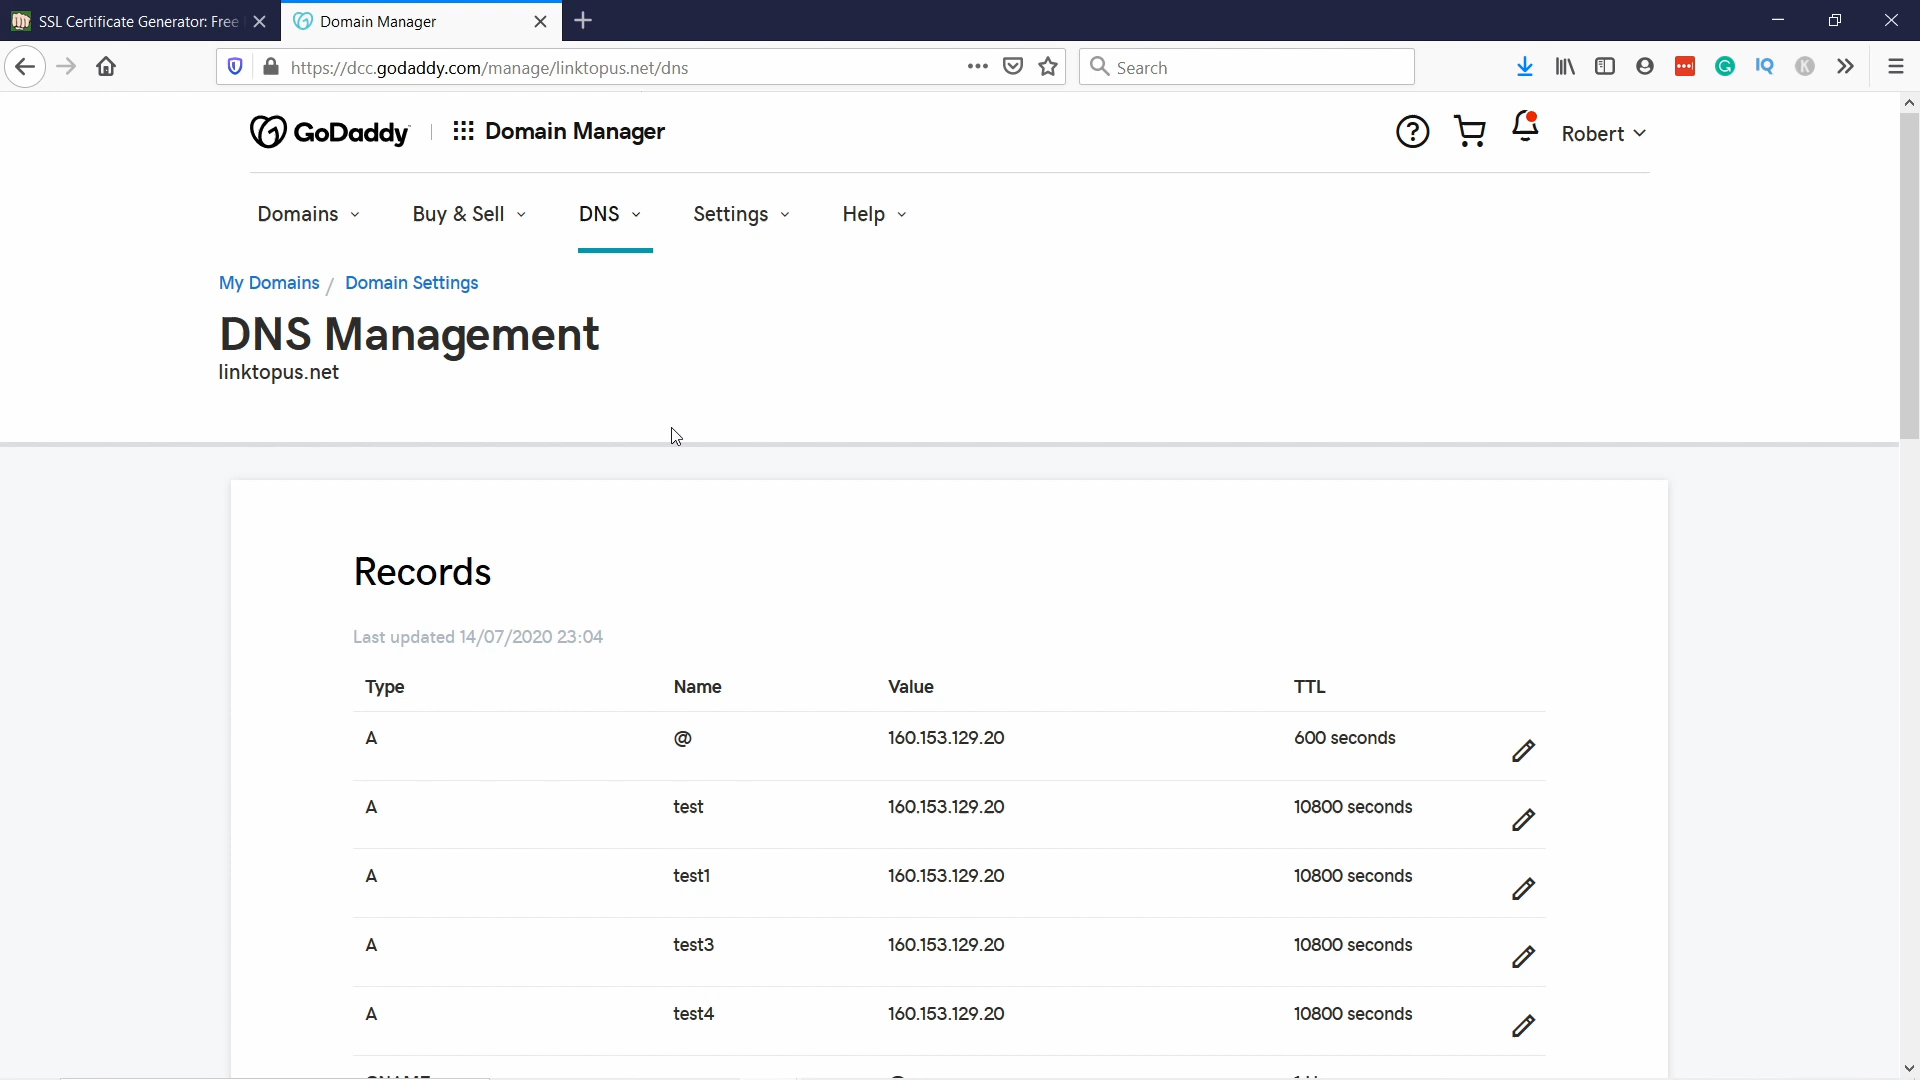 SSL Certificate Generator: Free
Domain Manager
https://dcc.godaddy.com/manage/linktopus.net/dns
Search
IQ
K
GoDaddy
Domain Manager
Robert
Domains
Buy & Sell
DNS
Settings
Help
My Domains / Domain Settings
DNS Management
linktopus.net
Records
Last updated 14/07/2020 23:04
Type Name Value TTL
A @ 160.153.129.20 600 seconds
A test 160.153.129.20 10800 seconds
A test1 160.153.129.20 10800 seconds
A test3 160.153.129.20 10800 seconds
A test4 160.153.129.20 10800 seconds